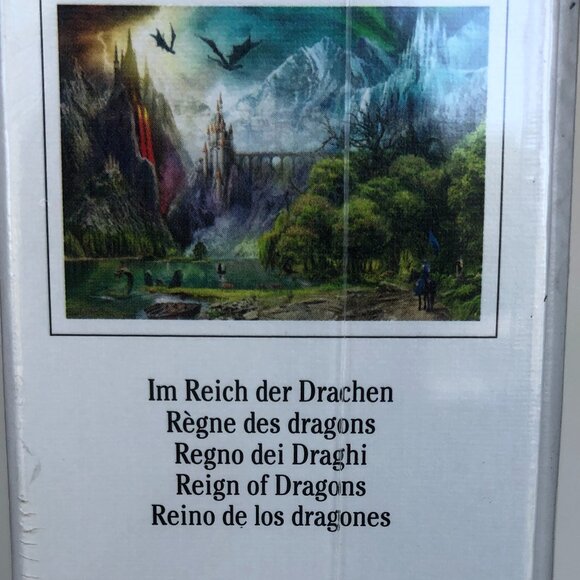 Im Reich der Drachen
Règne des dragons
Regno dei Draghi
Reign of Dragons
Reino de los dragones